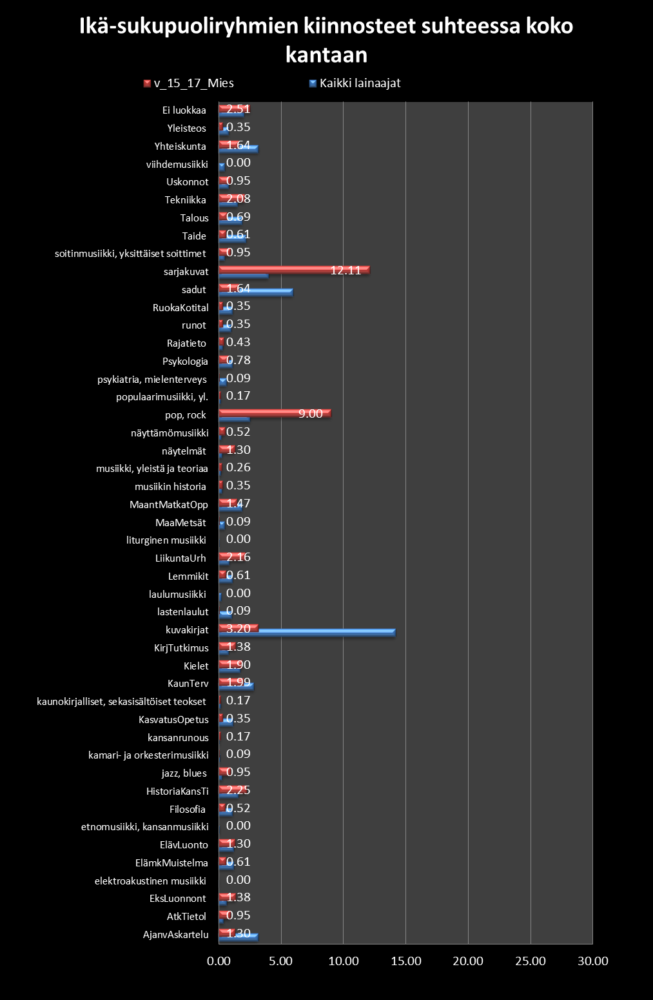 Ikä-sukupuoliryhmien kiinnosteet suhteessa koko
kantaan
v_15_17_Mies Kaikki lainaajat
Ei luokkaa 2.51
Yleisteos 0.35
Yhteiskunta 1.64
viihdemusiikki 0.00
Uskonnot 0.95
Tekniikka 2.08
Talous 0.69
Taide 0.61
soitinmusiikki, yksittäiset soittimet 0.95
sarjakuvat 12.11
sadut 1.64
RuokaKotital 0.35
runot 0.35
Rajatieto 0.43
Psykologia 0.78
psykiatria, mielenterveys 0.09
populaarimusiikki, yl. 0.17
pop, rock 9.00
näyttämömusiikki 0.52
näytelmät 1.30
musiikki, yleistä ja teoriaa 0.26
musiikin historia 0.35
MaantMatkatOpp 1.47
MaaMetsät 0.09
liturginen musiikki 0.00
LiikuntaUrh 2.16
Lemmikit 0.61
laulumusiikki 0.00
lastenlaulut 0.09
kuvakirjat 3.20
KirjTutkimus 1.38
Kielet 1.90
KaunTerv 1.99
kaunokirjalliset, sekasisältöiset teokset 0.17
KasvatusOpetus 0.35
kansanrunous 0.17
kamari- ja orkesterimusiikki 0.09
jazz, blues 0.95
HistoriaKansTi 2.25
Filosofia 0.52
etnomusiikki, kansanmusiikki 0.00
ElävLuonto 1.30
ElämkMuistelma 0.61
elektroakustinen musiikki 0.00
EksLuonnont 1.38
AtkTietol 0.95
AjanvAskartelu 1.30
0.00 5.00 10.00 15.00 20.00 25.00 30.00